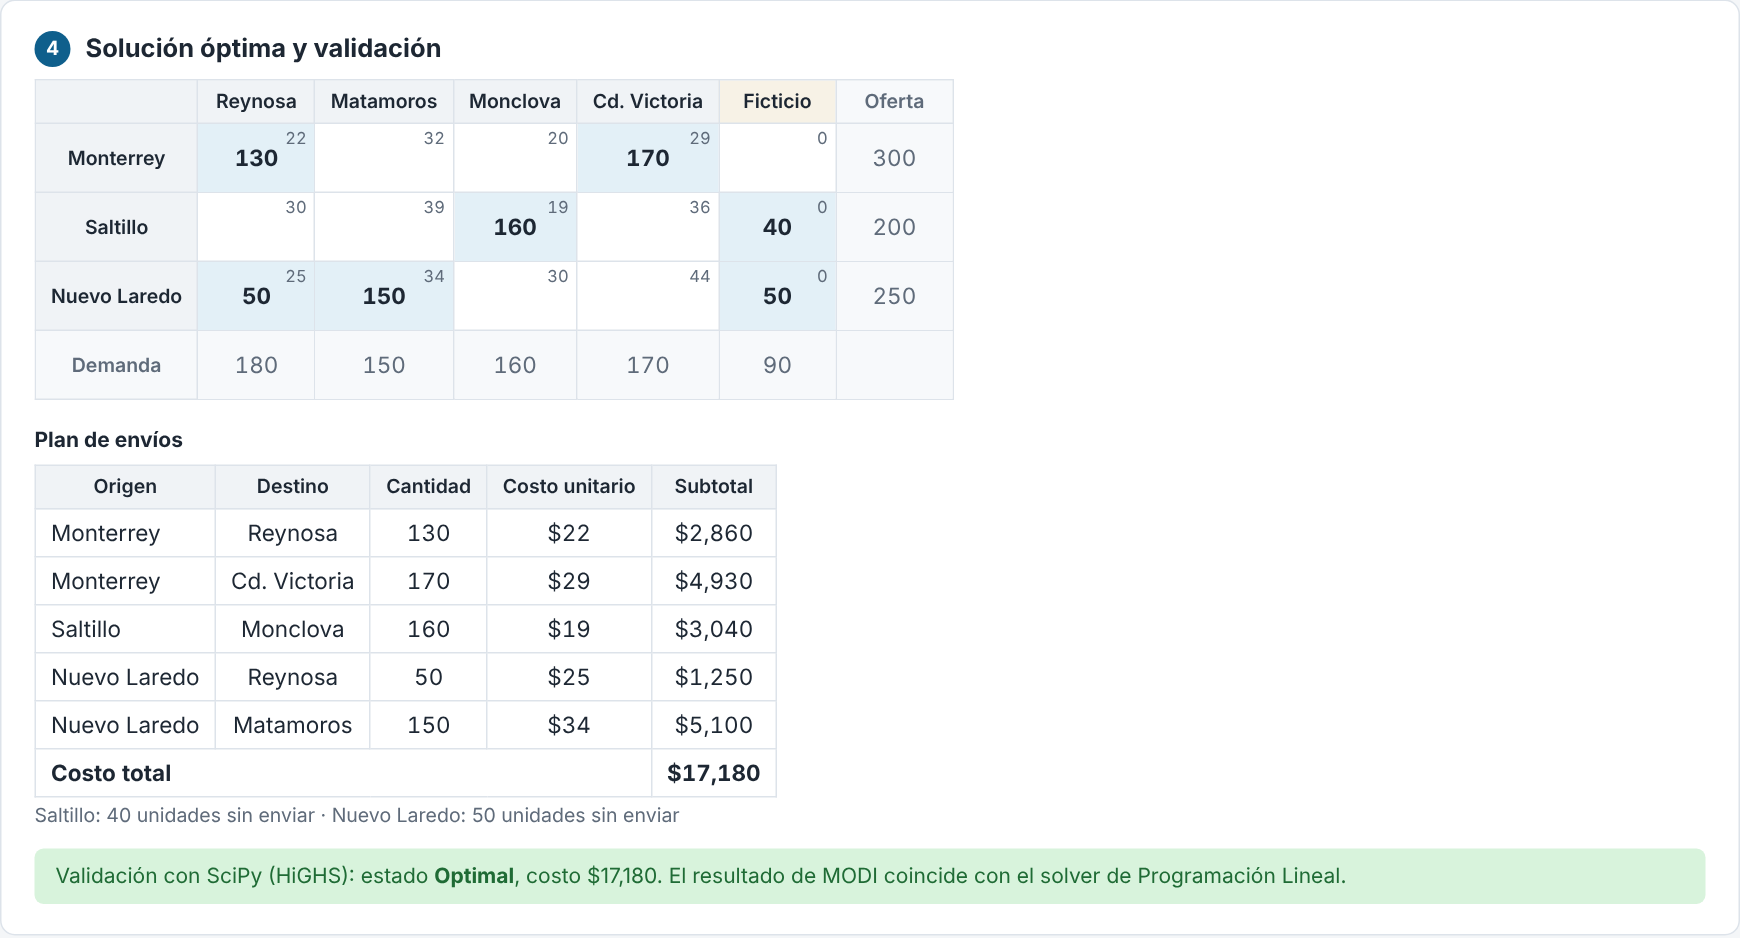 4 Solución óptima y validación
Reynosa Matamoros Monclova Cd. Victoria Ficticio Oferta
Monterrey 130 22 32 20 170 29 0 300
Saltillo 30 39 160 19 36 40 0 200
Nuevo Laredo 50 25 150 34 30 44 50 0 250
Demanda 180 150 160 170 90
Plan de envíos
Origen Destino Cantidad Costo unitario Subtotal
Monterrey Reynosa 130 $22 $2,860
Monterrey Cd. Victoria 170 $29 $4,930
Saltillo Monclova 160 $19 $3,040
Nuevo Laredo Reynosa 50 $25 $1,250
Nuevo Laredo Matamoros 150 $34 $5,100
Costo total $17,180
Saltillo: 40 unidades sin enviar · Nuevo Laredo: 50 unidades sin enviar
Validación con SciPy (HiGHS): estado Optimal, costo $17,180. El resultado de MODI coincide con el solver de Programación Lineal.